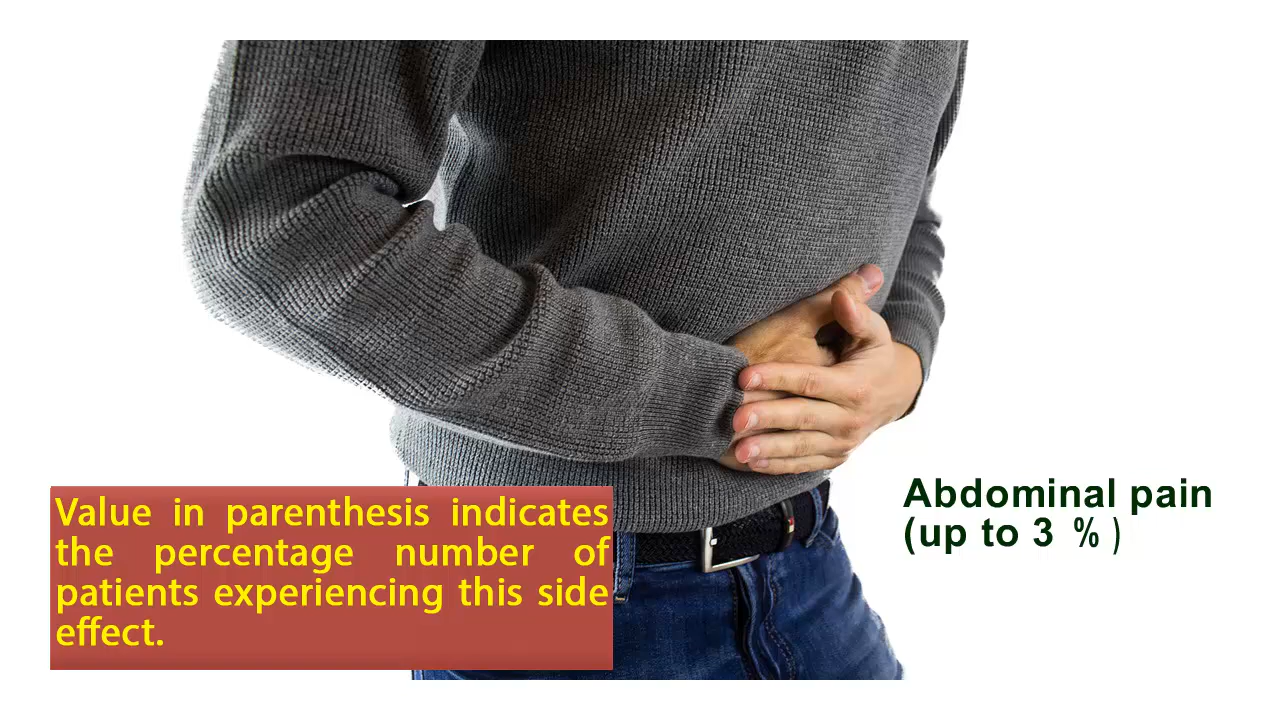 Value in parenthesis indicates
the percentage number of
patients experiencing this side
effect.
Abdominal pain
(up to 3 %)